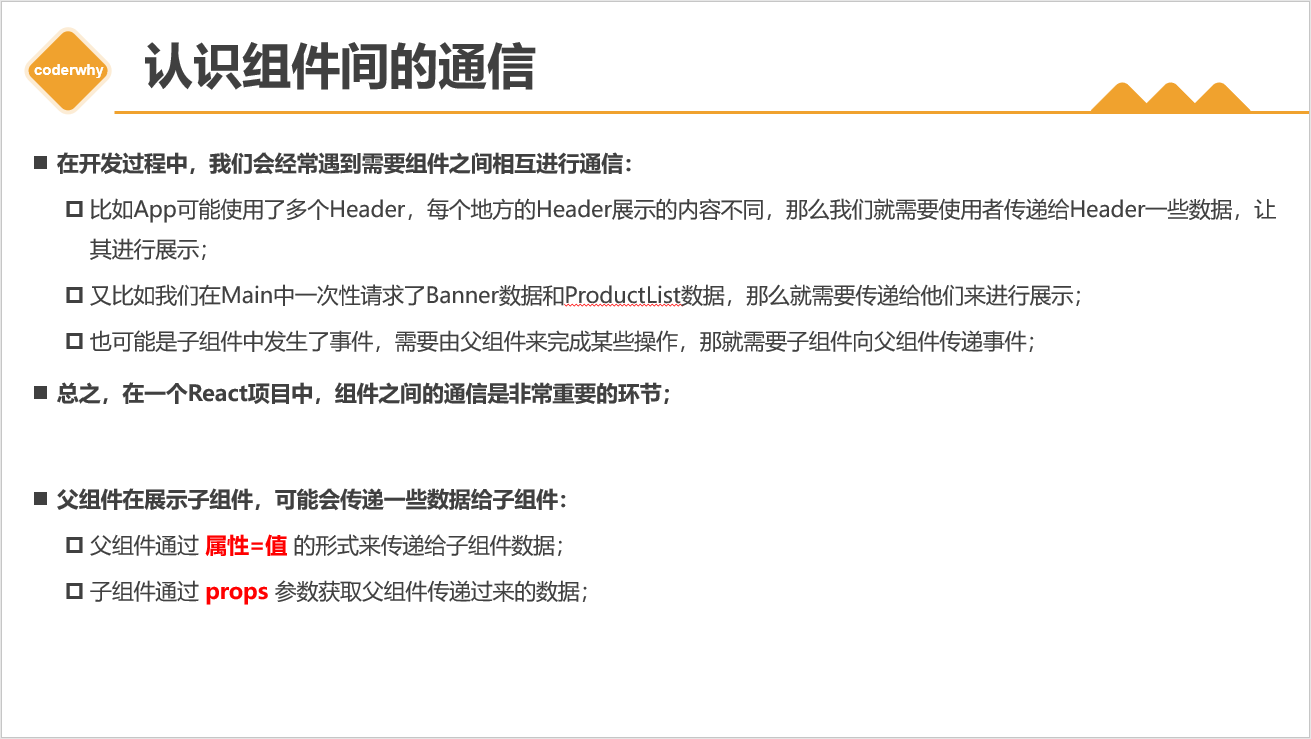 coderwhy
认识组件间的通信
在开发过程中，我们会经常遇到需要组件之间相互进行通信：
比如App可能使用了多个Header，每个地方的Header展示的内容不同，那么我们就需要使用者传递给Header一些数据，让
其进行展示；
又比如我们在Main中一次性请求了Banner数据和ProductList数据，那么就需要传递给他们来进行展示；
也可能是子组件中发生了事件，需要由父组件来完成某些操作，那就需要子组件向父组件传递事件；
总之，在一个React项目中，组件之间的通信是非常重要的环节；
父组件在展示子组件，可能会传递一些数据给子组件：
父组件通过 属性=值 的形式来传递给子组件数据；
子组件通过 props 参数获取父组件传递过来的数据；